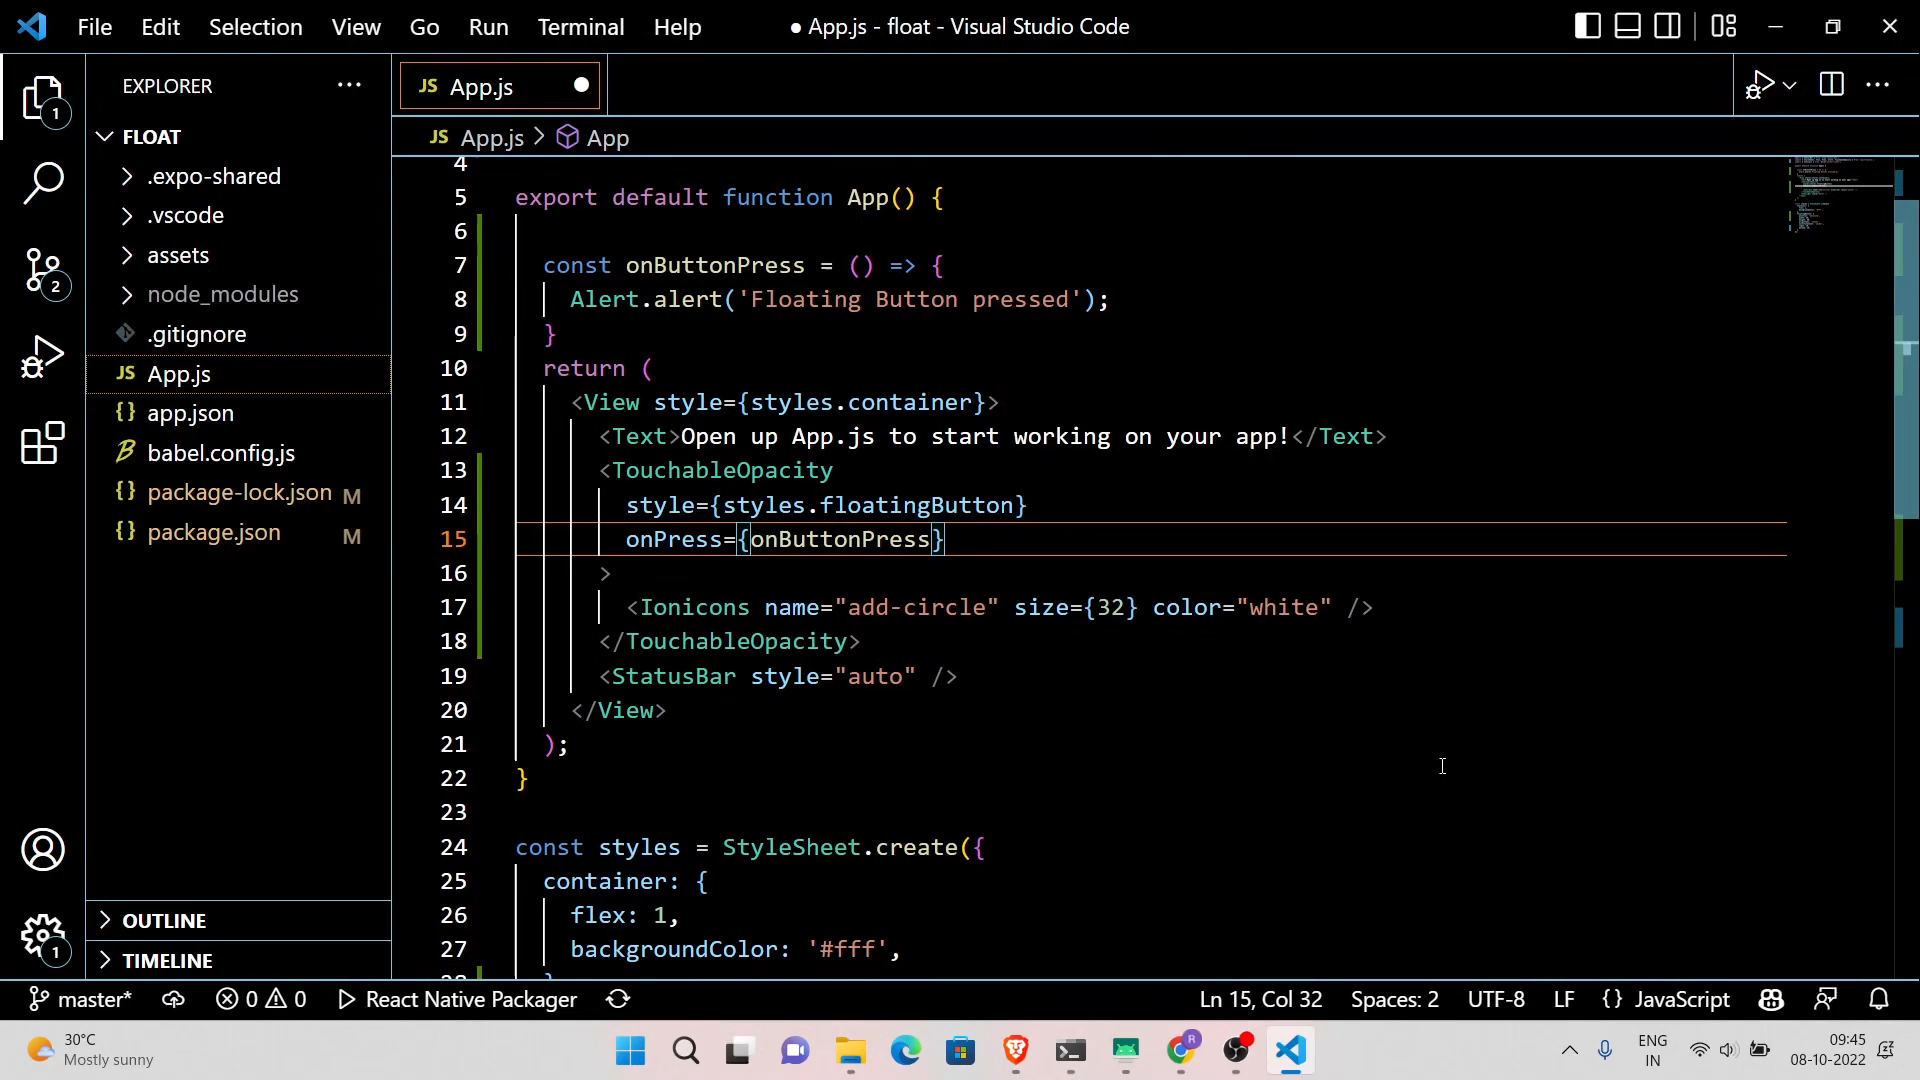 File Edit Selection View Go Run Terminal Help
● App.js - float - Visual Studio Code
EXPLORER
JS App.js
FLOAT
JS App.js > App
.expo-shared
.vscode
assets
node_modules
.gitignore
JS App.js
{} app.json
babel.config.js
{} package-lock.json M
{} package.json M
OUTLINE
TIMELINE
1
2
1
4
5 export default function App() {
6
7 const onButtonPress = () => {
8 Alert.alert('Floating Button pressed');
9 }
10 return (
11 <View style={styles.container}>
12 <Text>Open up App.js to start working on your app!</Text>
13 <TouchableOpacity
14 style={styles.floatingButton}
15 onPress={onButtonPress}
16 >
17 <Ionicons name="add-circle" size={32} color="white" />
18 </TouchableOpacity>
19 <StatusBar style="auto" />
20 </View>
21 );
22 }
23
24 const styles = StyleSheet.create({
25 container: {
26 flex: 1,
27 backgroundColor: '#fff',
master* 0 0 React Native Packager
Ln 15, Col 32 Spaces: 2 UTF-8 LF {} JavaScript
30°C
Mostly sunny
R
ENG
IN
09:45
08-10-2022